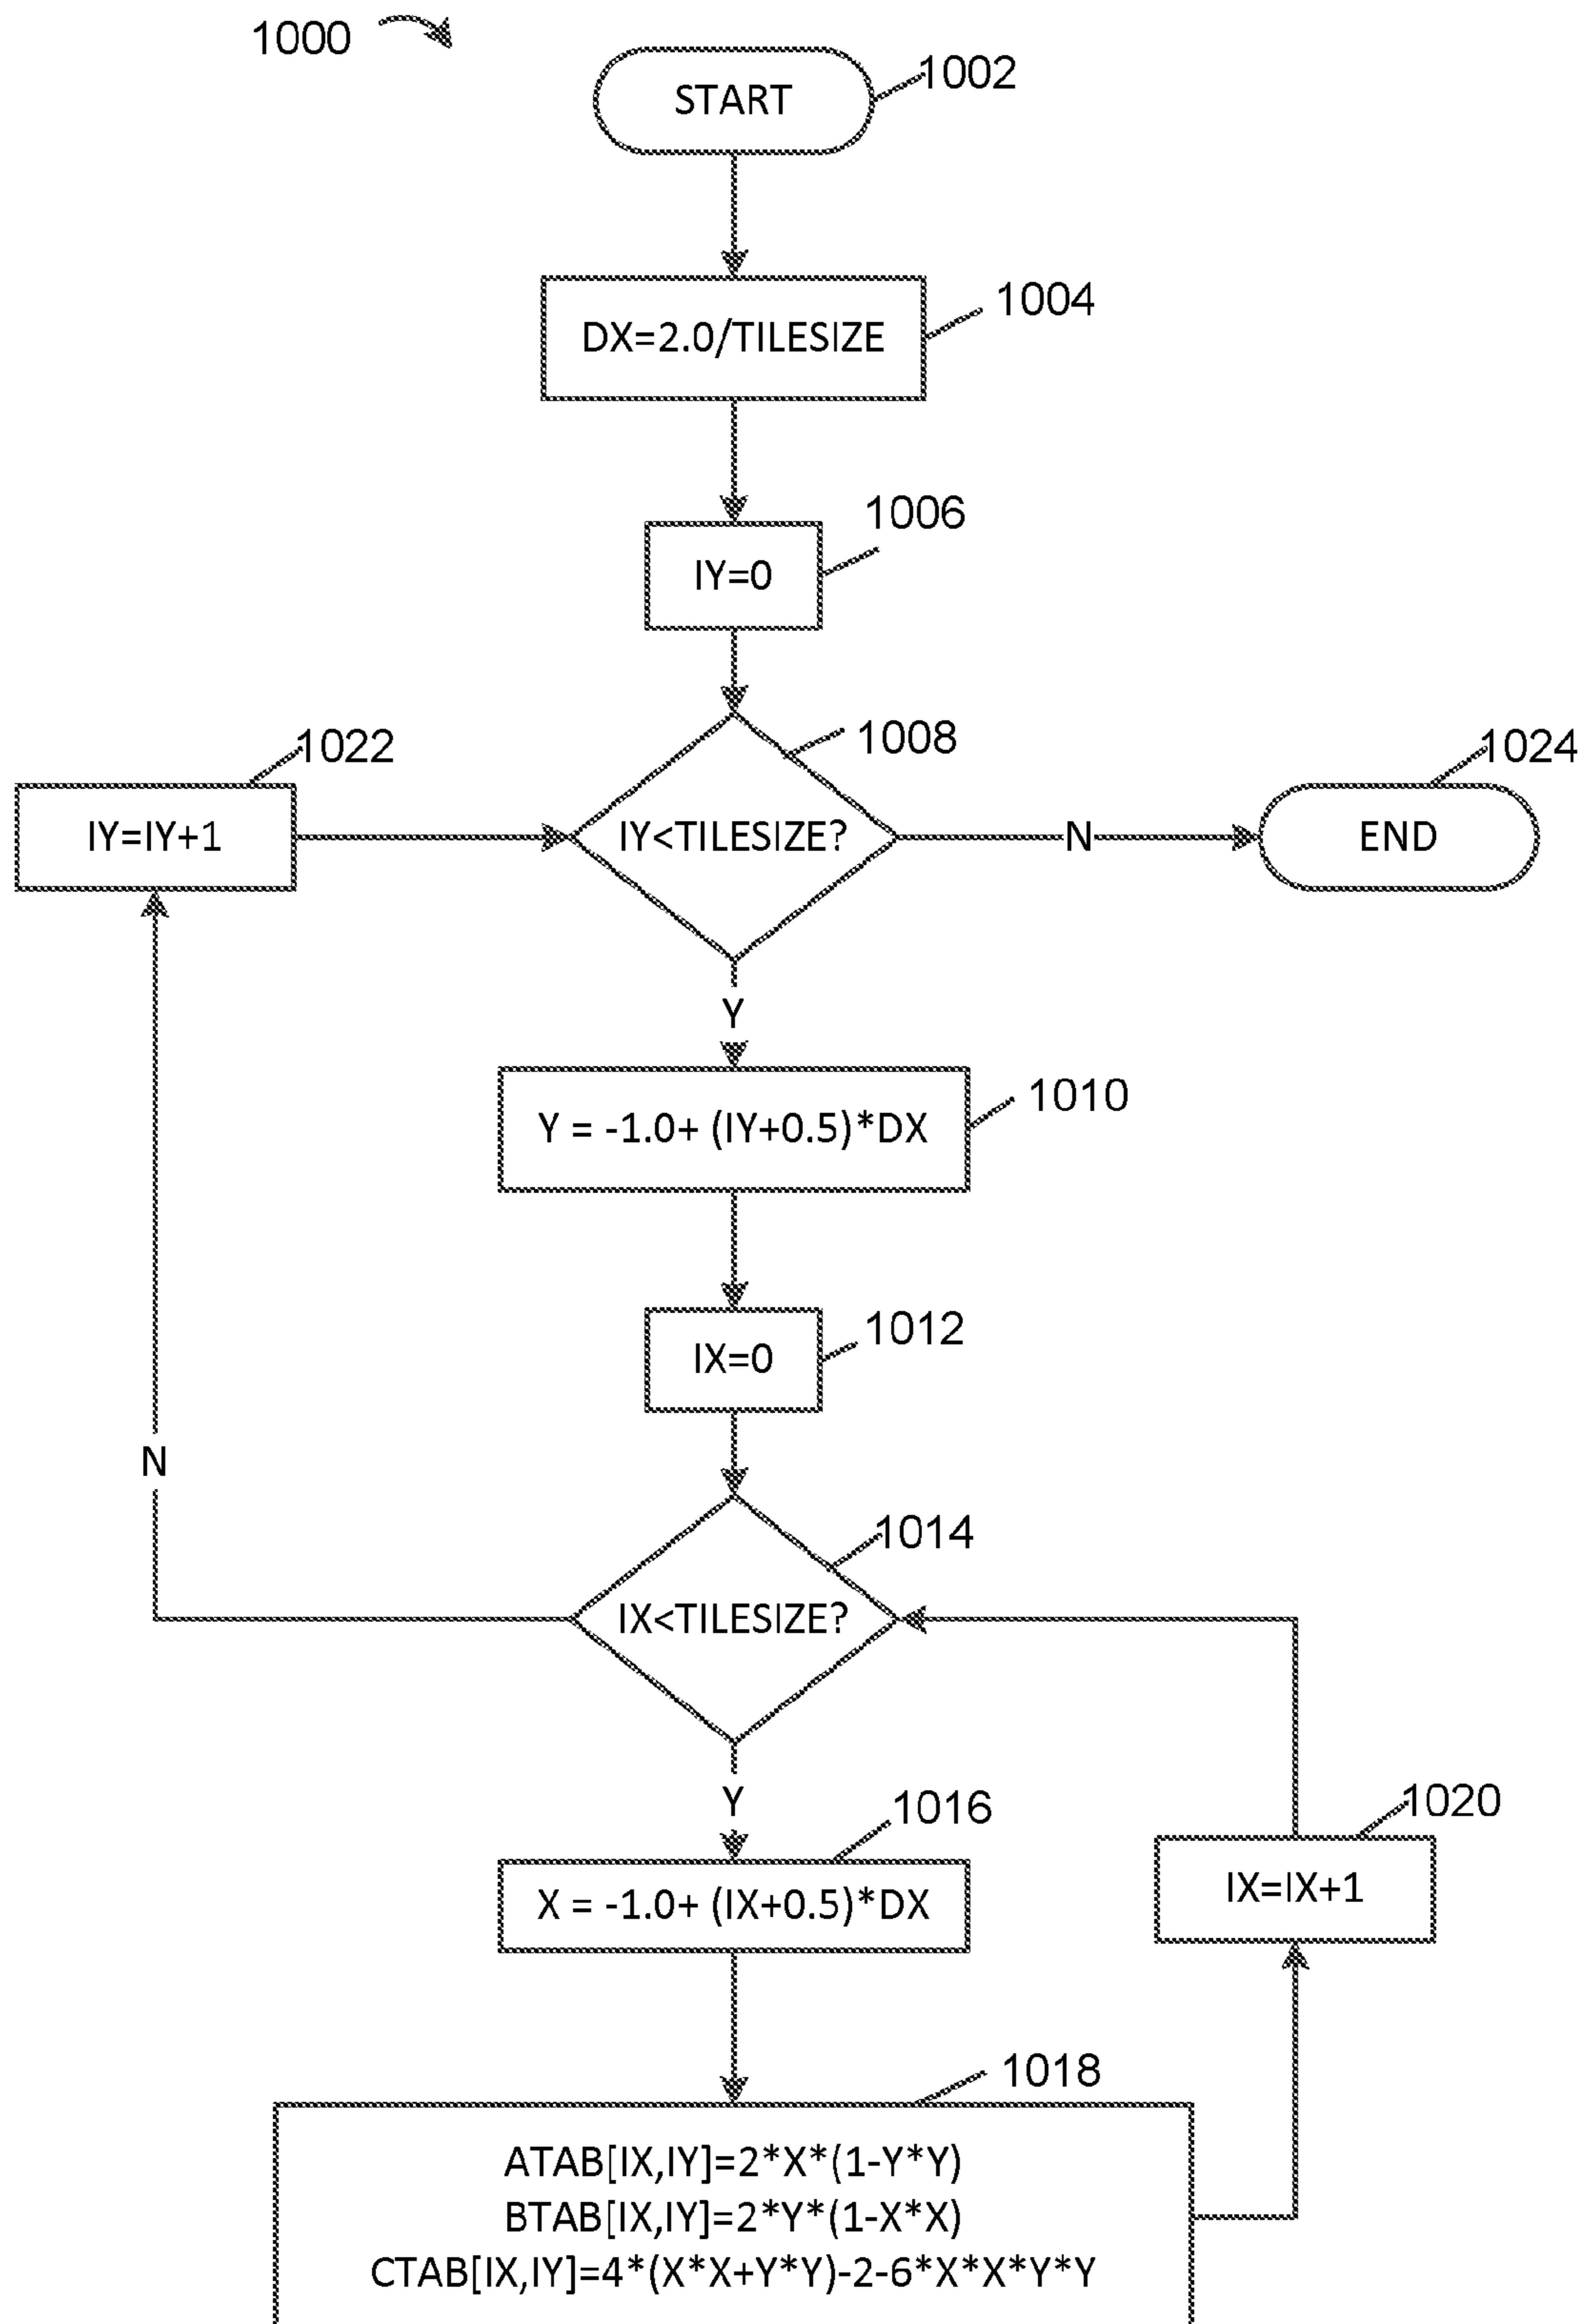 1000
START
1002
DX=2.0/TILESIZE
1004
IY=0
1006
IY<TILESIZE?
1008
IY=IY+1
1022
N
END
1024
Y
Y = -1.0+ (IY+0.5)*DX
1010
IX=0
1012
N
IX<TILESIZE?
1014
Y
X = -1.0+ (IX+0.5)*DX
1016
IX=IX+1
1020
1018
ATAB[IX,IY]=2*X*(1-Y*Y)
BTAB[IX,IY]=2*Y*(1-X*X)
CTAB[IX,IY]=4*(X*X+Y*Y)-2-6*X*X*Y*Y